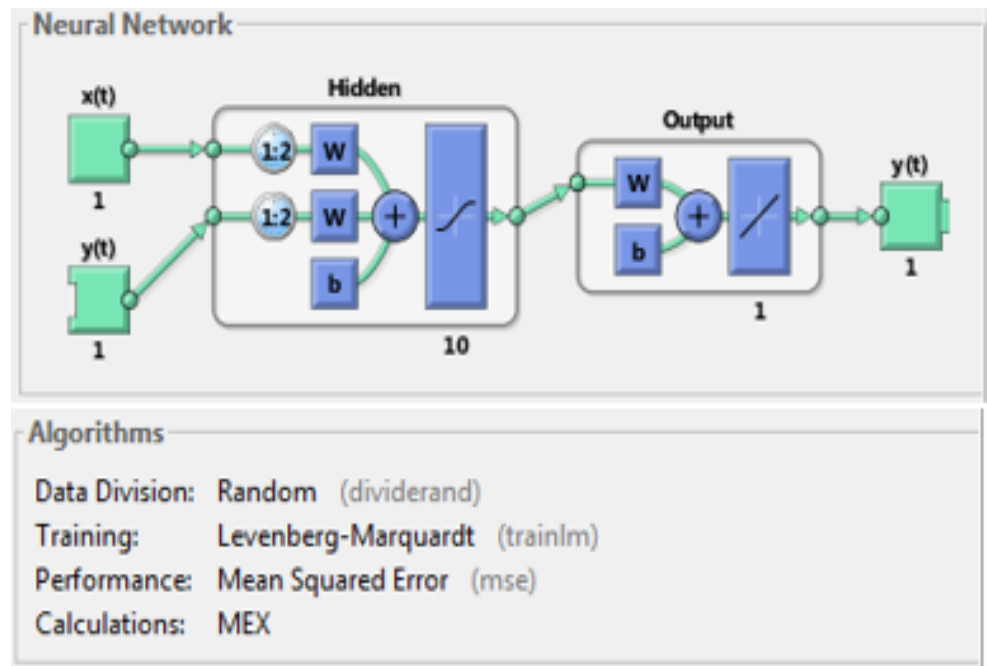 Neural Network
Hidden
x(t)
Output
1:2 W
W
y(t)
1
1:2 W
+
+
y(t)
b
b
1
1
1
10
Algorithms
Data Division: Random (dividerand)
Training: Levenberg-Marquardt (trainlm)
Performance: Mean Squared Error (mse)
Calculations: MEX